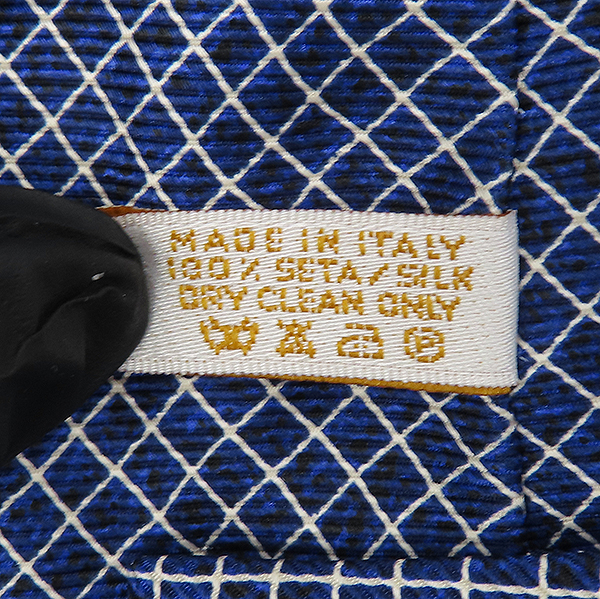 MADE IN ITALY
100% SETA/SILK
DRY CLEAN ONLY
P